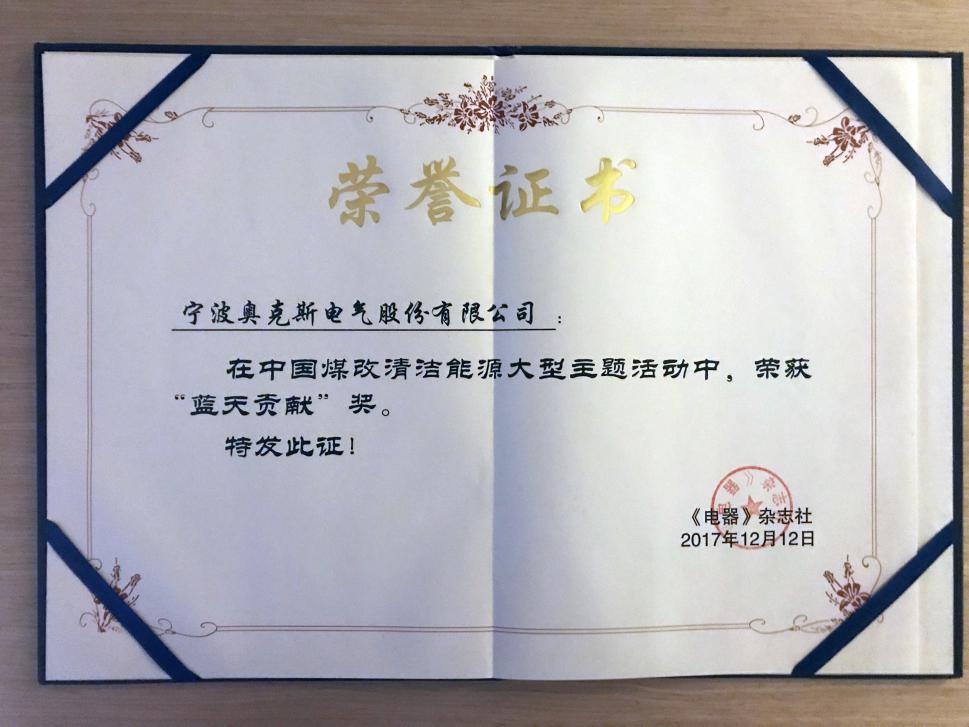 荣誉证书
宁波奥克斯电气股份有限公司：
在中国煤改清洁能源大型主题活动中，荣获
“蓝天贡献”奖。
特发此证！
《电器》杂志社
2017年12月12日